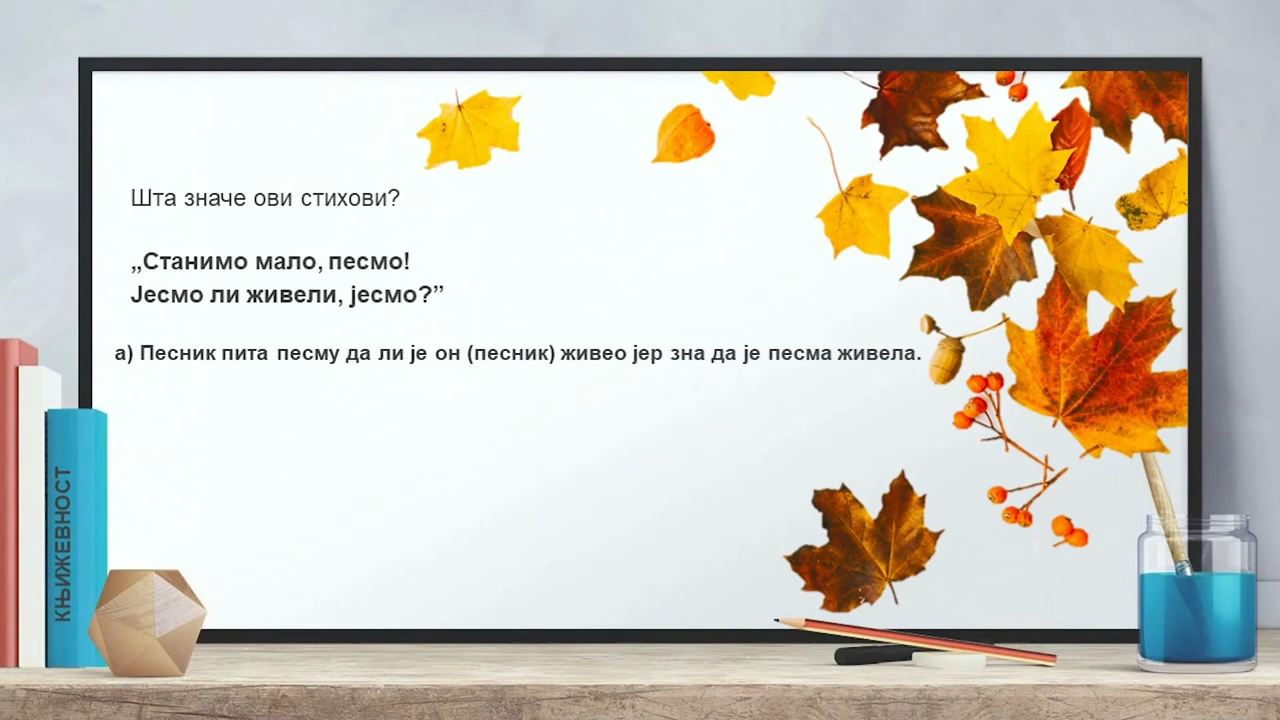 Шта значе ови стихови?
„Станимо мало, песмо!
Јесмо ли живели, јесмо?”
а) Песник пита песму да ли је он (песник) живео јер зна да је песма живела.
КЊИЖЕВНОСТ